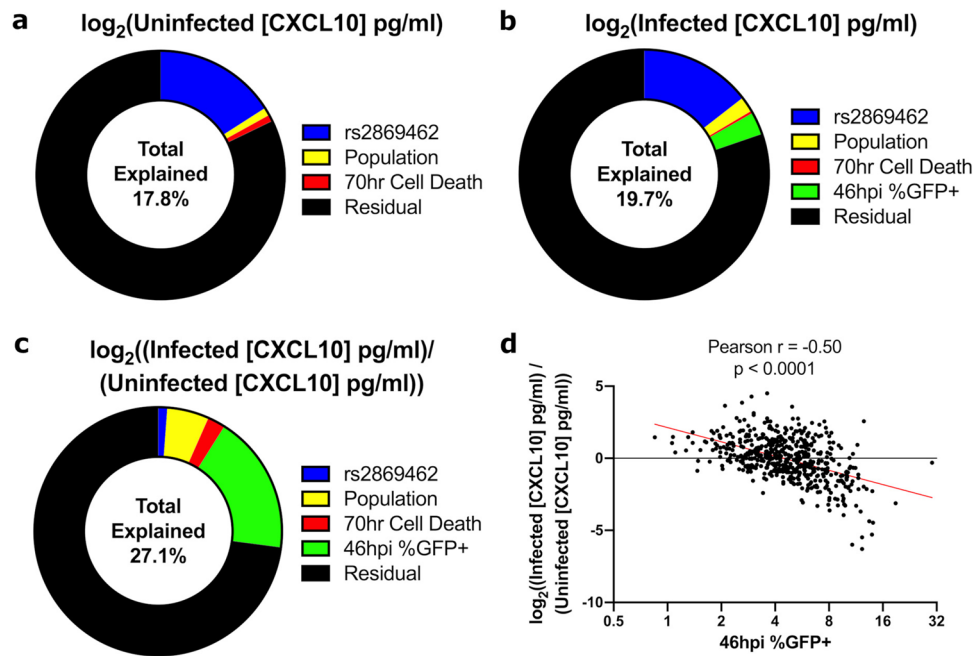 a
log2(Uninfected [CXCL10] pg/ml)
Total
Explained
17.8%
rs2869462
Population
70hr Cell Death
Residual
b
log2(Infected [CXCL10] pg/ml)
Total
Explained
19.7%
rs2869462
Population
70hr Cell Death
46hpi %GFP+
Residual
c
log2((Infected [CXCL10] pg/ml)/
(Uninfected [CXCL10] pg/ml))
Total
Explained
27.1%
rs2869462
Population
70hr Cell Death
46hpi %GFP+
Residual
d
Pearson r = -0.50
p < 0.0001
log2((Infected [CXCL10] pg/ml) /
(Uninfected [CXCL10] pg/ml))
5
0
-5
-10
0.5 1 2 4 8 16 32
46hpi %GFP+